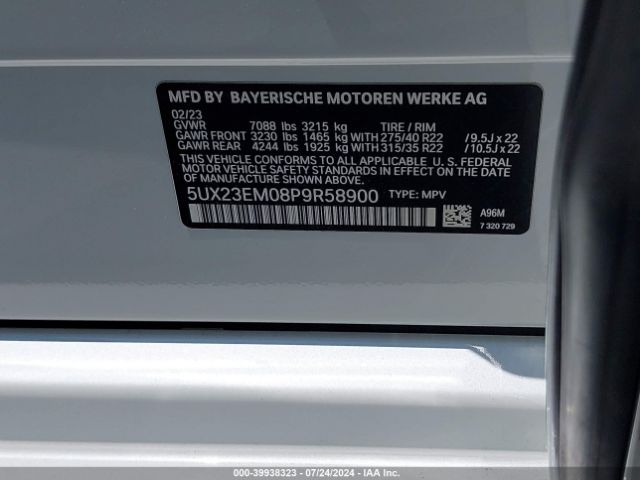 MFD BY BAYERISCHE MOTOREN WERKE AG
02/23
GVWR 7088 lbs 3215 kg TIRE / RIM
GAWR FRONT 3230 lbs 1465 kg WITH 275/40 R22 /9.5J x 22
GAWR REAR 4244 lbs 1925 kg WITH 315/35 R22 /10.5J x 22
THIS VEHICLE CONFORMS TO ALL APPLICABLE U. S. FEDERAL
MOTOR VEHICLE SAFETY STANDARDS IN EFFECT ON THE
DATE OF MANUFACTURE SHOWN ABOVE.
5UX23EM08P9R58900 TYPE: MPV
A96M
7 320 729
000-39938323 / 07/24/2024 - IAA Inc.